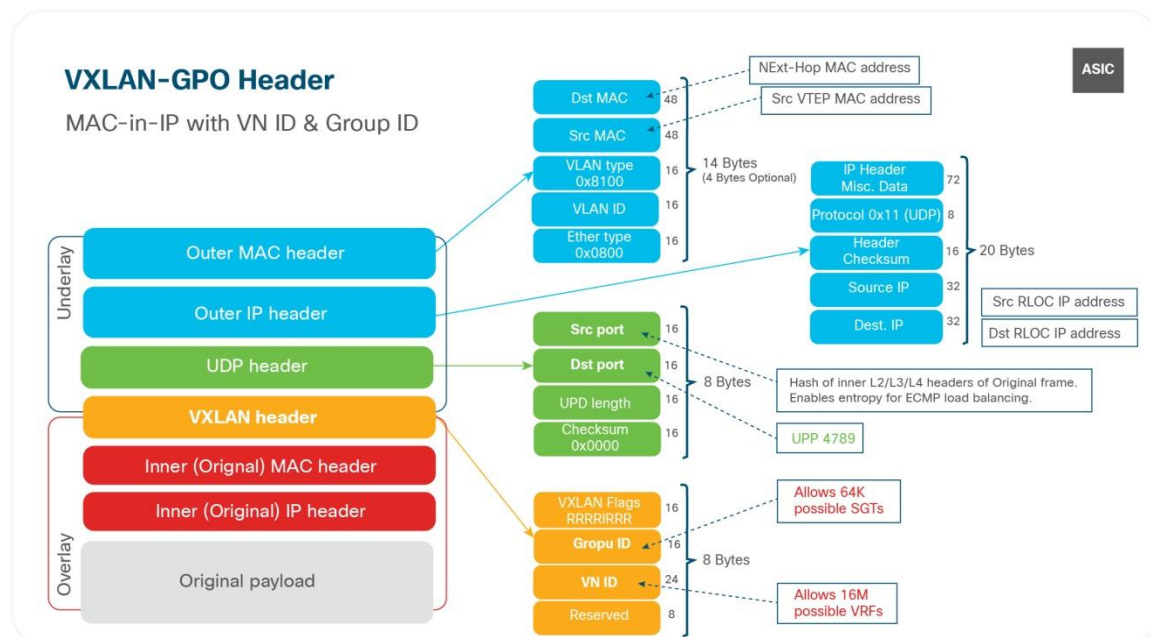 VXLAN-GPO Header
MAC-in-IP with VN ID & Group ID
ASIC
Underlay
Outer MAC header
Outer IP header
UDP header
VXLAN header
Overlay
Inner (Orignal) MAC header
Inner (Original) IP header
Original payload
Dst MAC
48
Src MAC
48
VLAN type
0x8100
16
VLAN ID
16
Ether type
0x0800
16
14 Bytes
(4 Bytes Optional)
NExt-Hop MAC address
Src VTEP MAC address
IP Header
Misc. Data
72
Protocol 0x11 (UDP)
8
Header
Checksum
16
Source IP
32
Dest. IP
32
20 Bytes
Src RLOC IP address
Dst RLOC IP address
Src port
16
Dst port
16
UPD length
16
Checksum
0x0000
16
8 Bytes
Hash of inner L2/L3/L4 headers of Original frame.
Enables entropy for ECMP load balancing.
UPP 4789
VXLAN Flags
RRRRIRRR
16
Gropu ID
16
VN ID
24
Reserved
8
8 Bytes
Allows 64K
possible SGTs
Allows 16M
possible VRFs